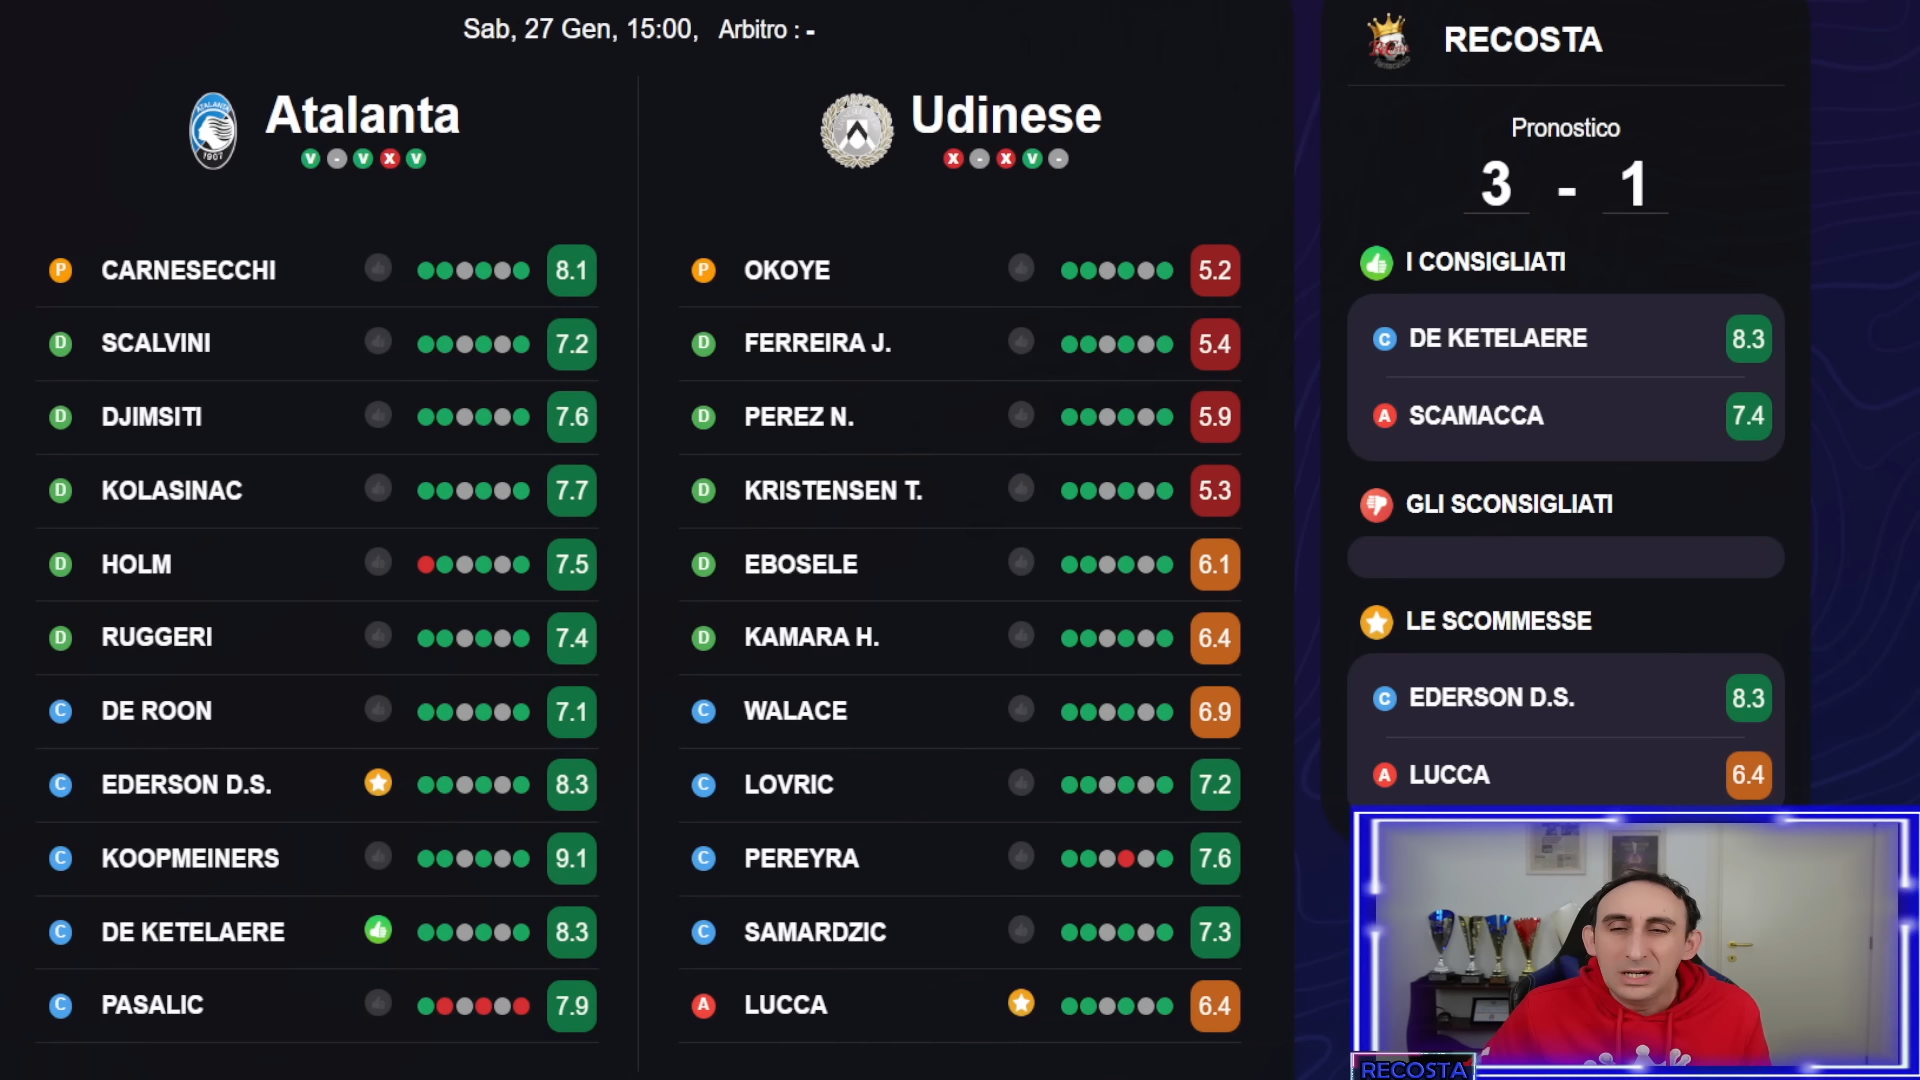 Sab, 27 Gen, 15:00, Arbitro : -
Atalanta
V - V X V
P CARNESECCHI 8.1
D SCALVINI 7.2
D DJIMSITI 7.6
D KOLASINAC 7.7
D HOLM 7.5
D RUGGERI 7.4
C DE ROON 7.1
C EDERSON D.S. 8.3
C KOOPMEINERS 9.1
C DE KETELAERE 8.3
C PASALIC 7.9
Udinese
X - X V -
P OKOYE 5.2
D FERREIRA J. 5.4
D PEREZ N. 5.9
D KRISTENSEN T. 5.3
D EBOSELE 6.1
D KAMARA H. 6.4
C WALACE 6.9
C LOVRIC 7.2
C PEREYRA 7.6
C SAMARDZIC 7.3
A LUCCA 6.4
RECOSTA
Pronostico
3 - 1
I CONSIGLIATI
C DE KETELAERE 8.3
A SCAMACCA 7.4
GLI SCONSIGLIATI
LE SCOMMESSE
C EDERSON D.S. 8.3
A LUCCA 6.4
RECOSTA
ATALANTA
1907